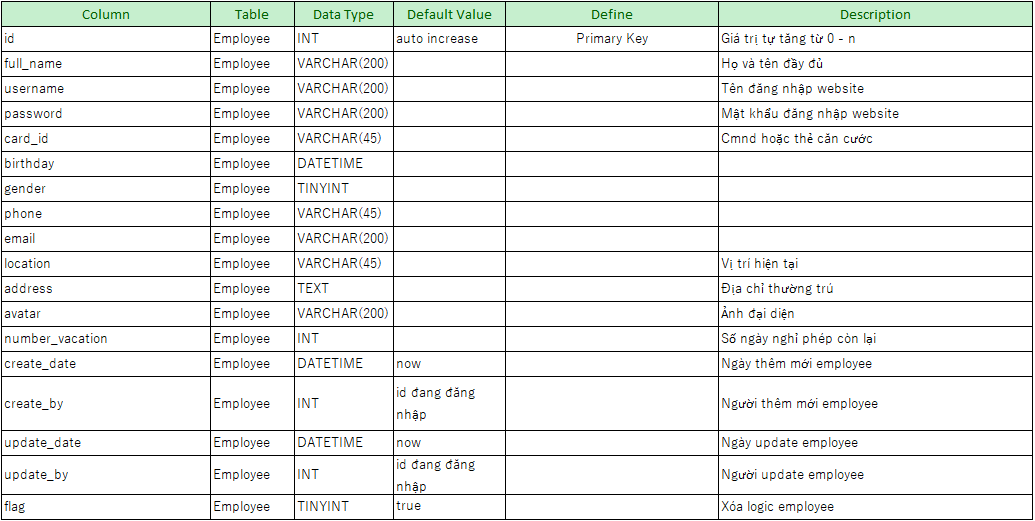 Column Table Data Type Default Value Define Description
id Employee INT auto increase Primary Key Giá trị tự tăng từ 0 - n
full_name Employee VARCHAR(200) Họ và tên đầy đủ
username Employee VARCHAR(200) Tên đăng nhập website
password Employee VARCHAR(200) Mật khẩu đăng nhập website
card_id Employee VARCHAR(45) Cmnd hoặc thẻ căn cước
birthday Employee DATETIME
gender Employee TINYINT
phone Employee VARCHAR(45)
email Employee VARCHAR(200)
location Employee VARCHAR(45) Vị trí hiện tại
address Employee TEXT Địa chỉ thường trú
avatar Employee VARCHAR(200) Ảnh đại diện
number_vacation Employee INT Số ngày nghỉ phép còn lại
create_date Employee DATETIME now Ngày thêm mới employee
create_by Employee INT id đang đăng
nhập Người thêm mới employee
update_date Employee DATETIME now Ngày update employee
update_by Employee INT id đang đăng
nhập Người update employee
flag Employee TINYINT true Xóa logic employee